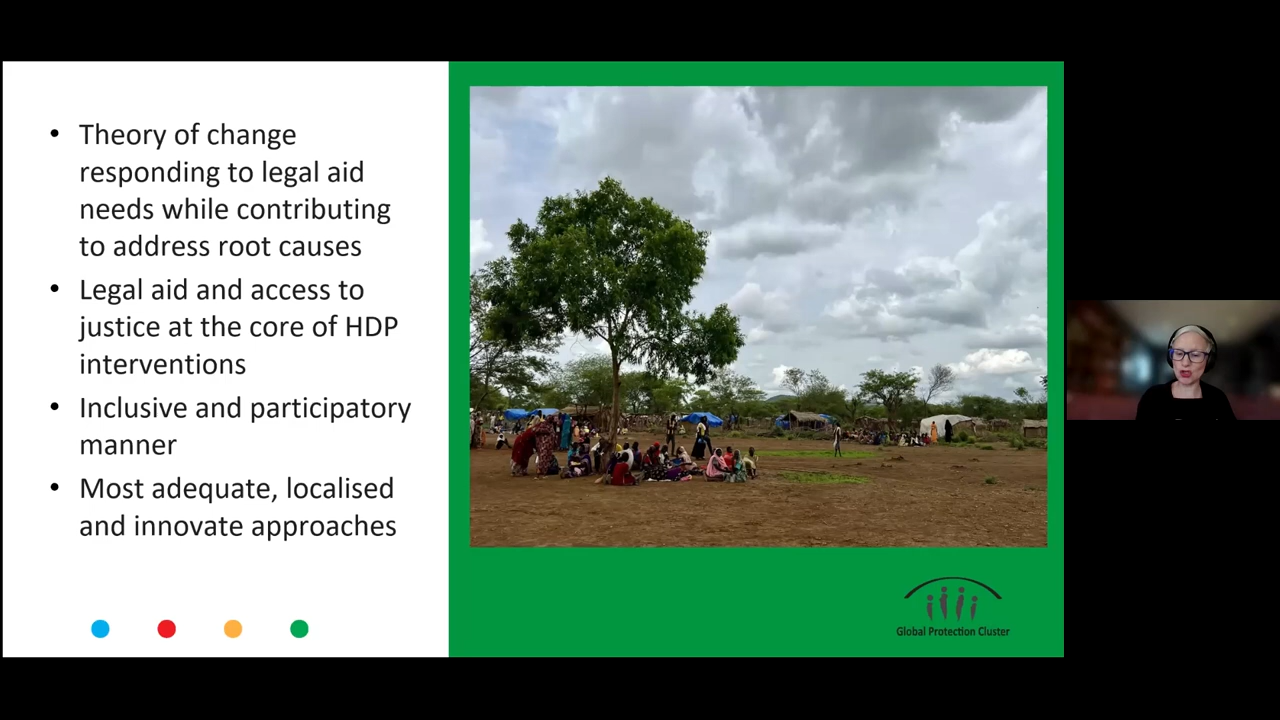 • Theory of change
responding to legal aid
needs while contributing
to address root causes
• Legal aid and access to
justice at the core of HDP
interventions
• Inclusive and participatory
manner
• Most adequate, localised
and innovate approaches
Global Protection Cluster